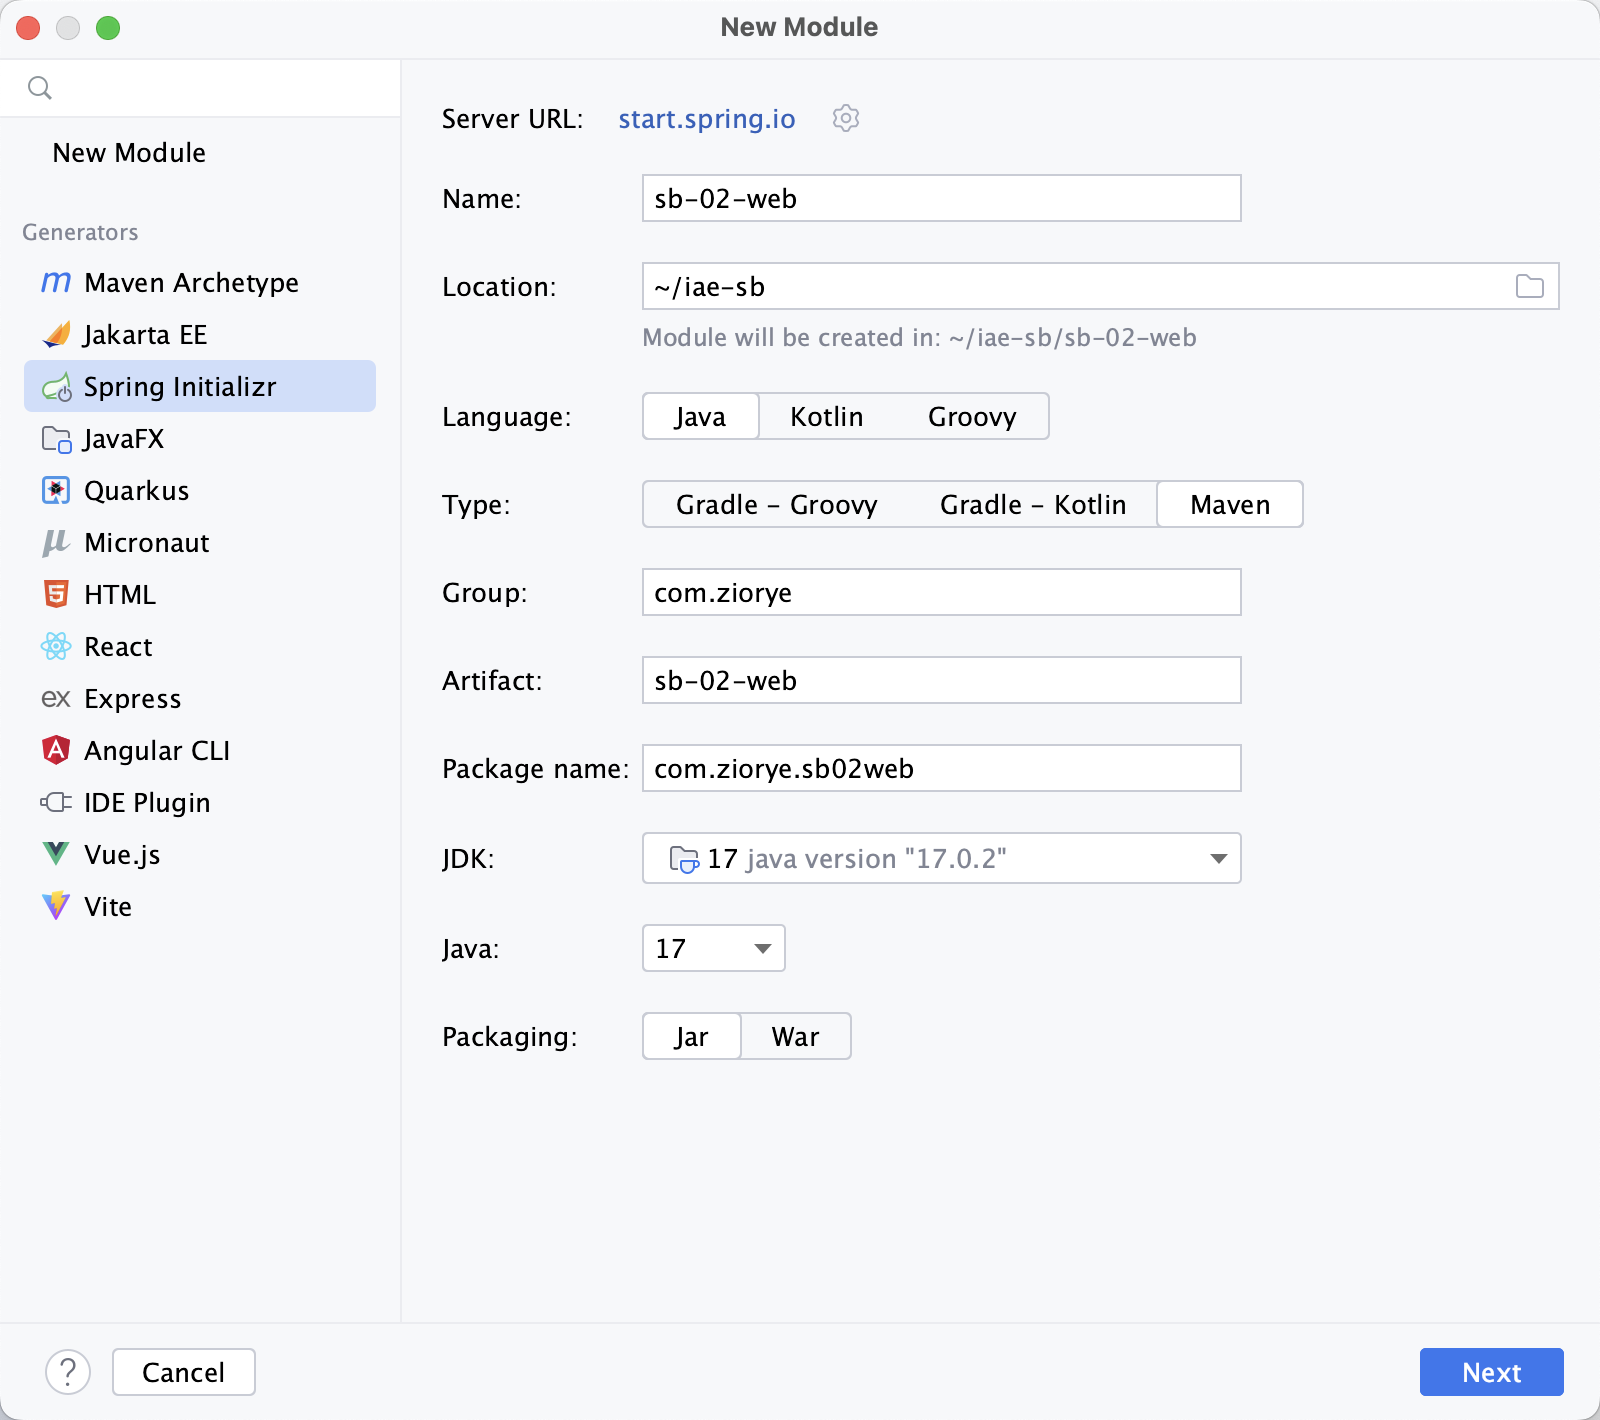 New Module
New Module
Generators
Maven Archetype
Jakarta EE
Spring Initializr
JavaFX
Quarkus
Micronaut
HTML
React
Express
Angular CLI
IDE Plugin
Vue.js
Vite
Server URL: start.spring.io
Name: sb-02-web
Location: ~/iae-sb
Module will be created in: ~/iae-sb/sb-02-web
Language: Java Kotlin Groovy
Type: Gradle - Groovy Gradle - Kotlin Maven
Group: com.ziorye
Artifact: sb-02-web
Package name: com.ziorye.sb02web
JDK: 17 java version "17.0.2"
Java: 17
Packaging: Jar War
? Cancel Next